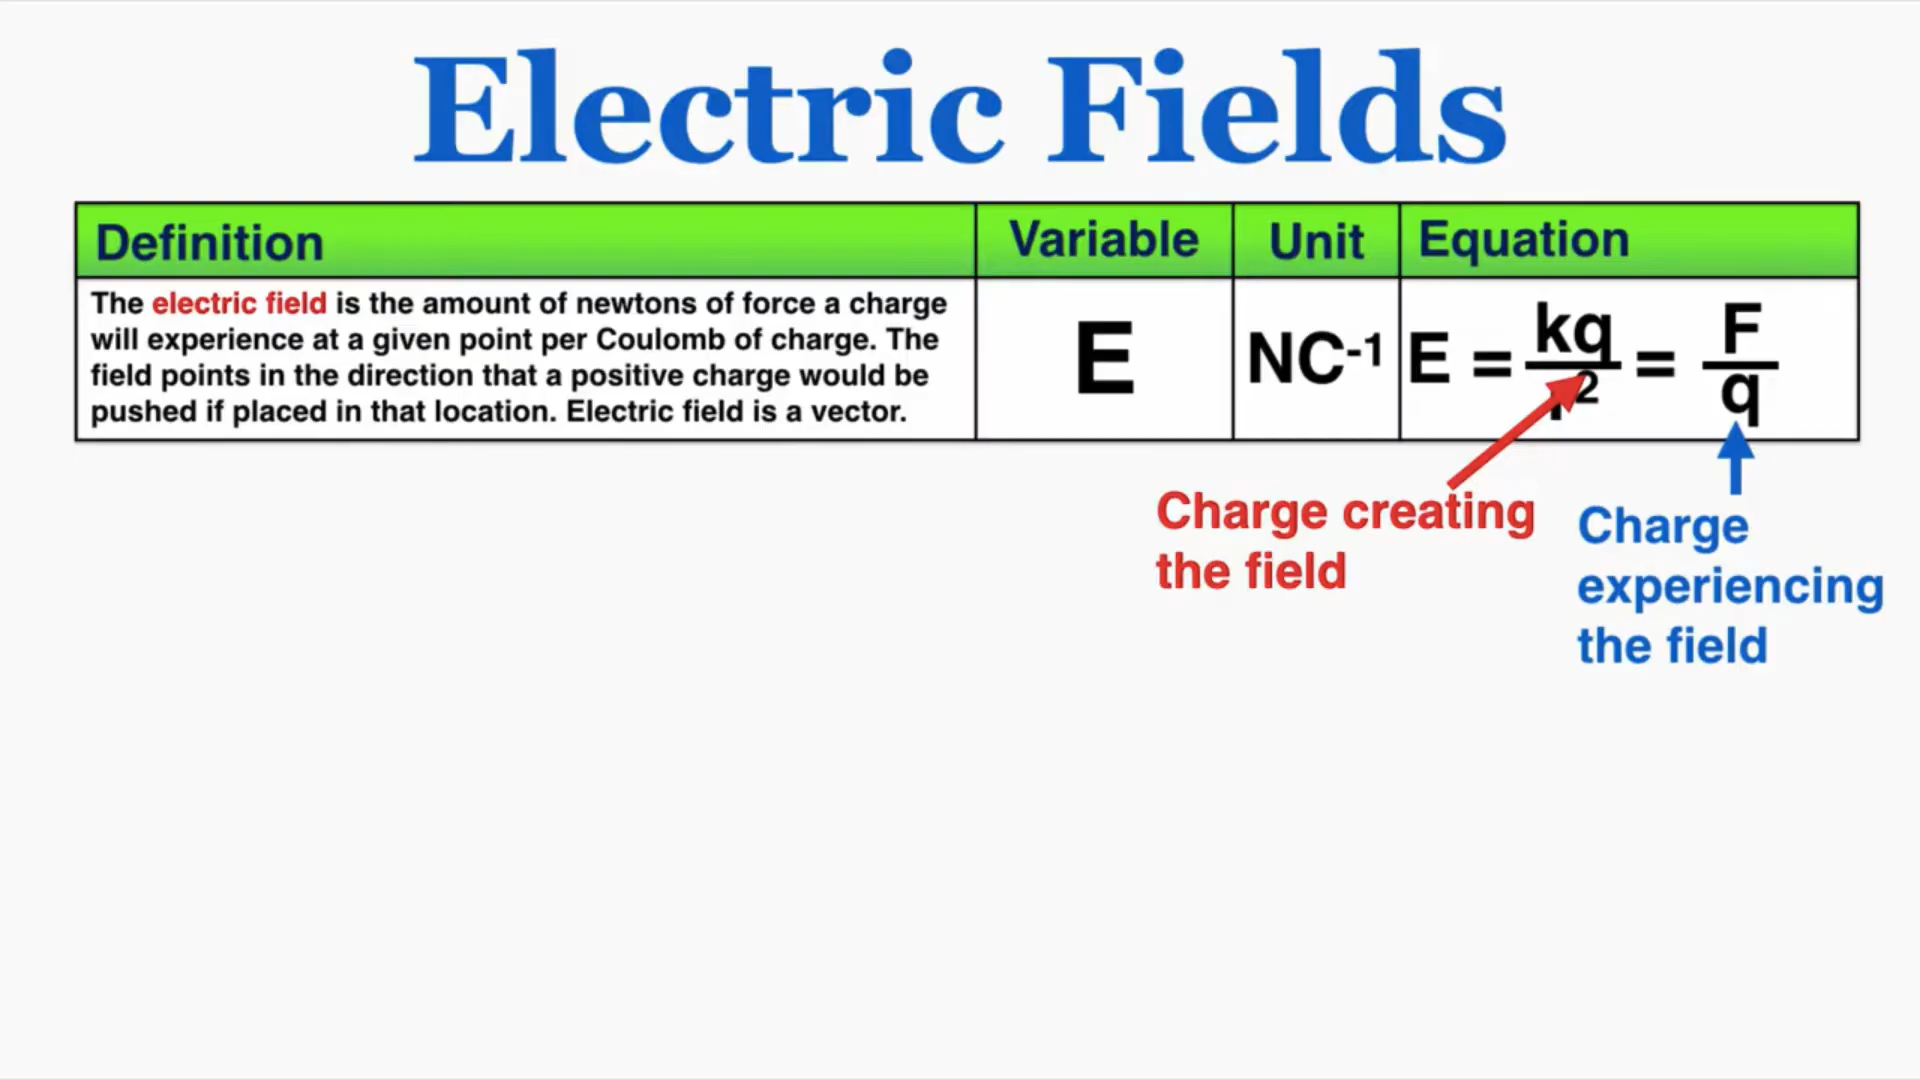 Electric Fields
Definition Variable Unit Equation
The electric field is the amount of newtons of force a charge
will experience at a given point per Coulomb of charge. The
field points in the direction that a positive charge would be
pushed if placed in that location. Electric field is a vector.
E
NC⁻¹
E = kq/r² = F/q
Charge creating
the field
Charge
experiencing
the field